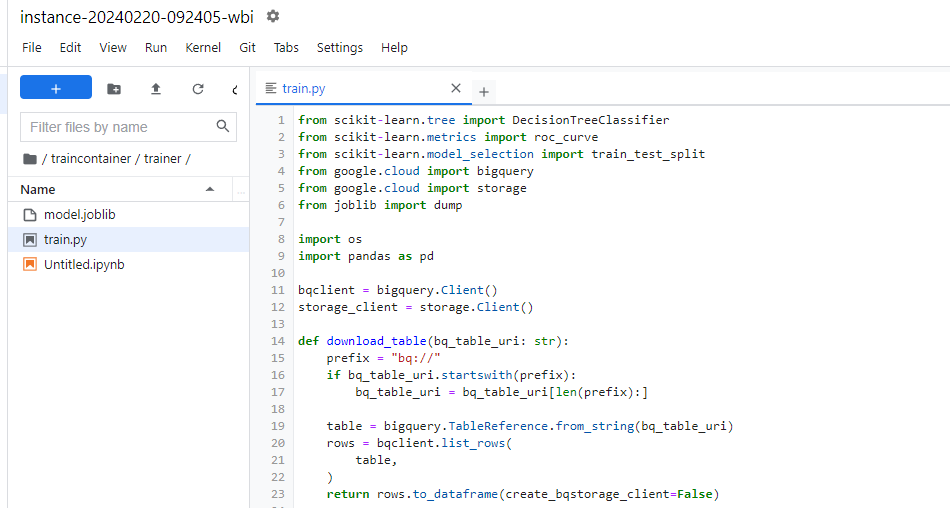 instance-20240220-092405-wbi
File Edit View Run Kernel Git Tabs Settings Help
+
Filter files by name
/ traincontainer / trainer /
Name
model.joblib
train.py
Untitled.ipynb
train.py
1 from scikit-learn.tree import DecisionTreeClassifier
2 from scikit-learn.metrics import roc_curve
3 from scikit-learn.model_selection import train_test_split
4 from google.cloud import bigquery
5 from google.cloud import storage
6 from joblib import dump
7
8 import os
9 import pandas as pd
10
11 bqclient = bigquery.Client()
12 storage_client = storage.Client()
13
14 def download_table(bq_table_uri: str):
15     prefix = "bq://"
16     if bq_table_uri.startswith(prefix):
17         bq_table_uri = bq_table_uri[len(prefix):]
18
19     table = bigquery.TableReference.from_string(bq_table_uri)
20     rows = bqclient.list_rows(
21         table,
22     )
23     return rows.to_dataframe(create_bqstorage_client=False)